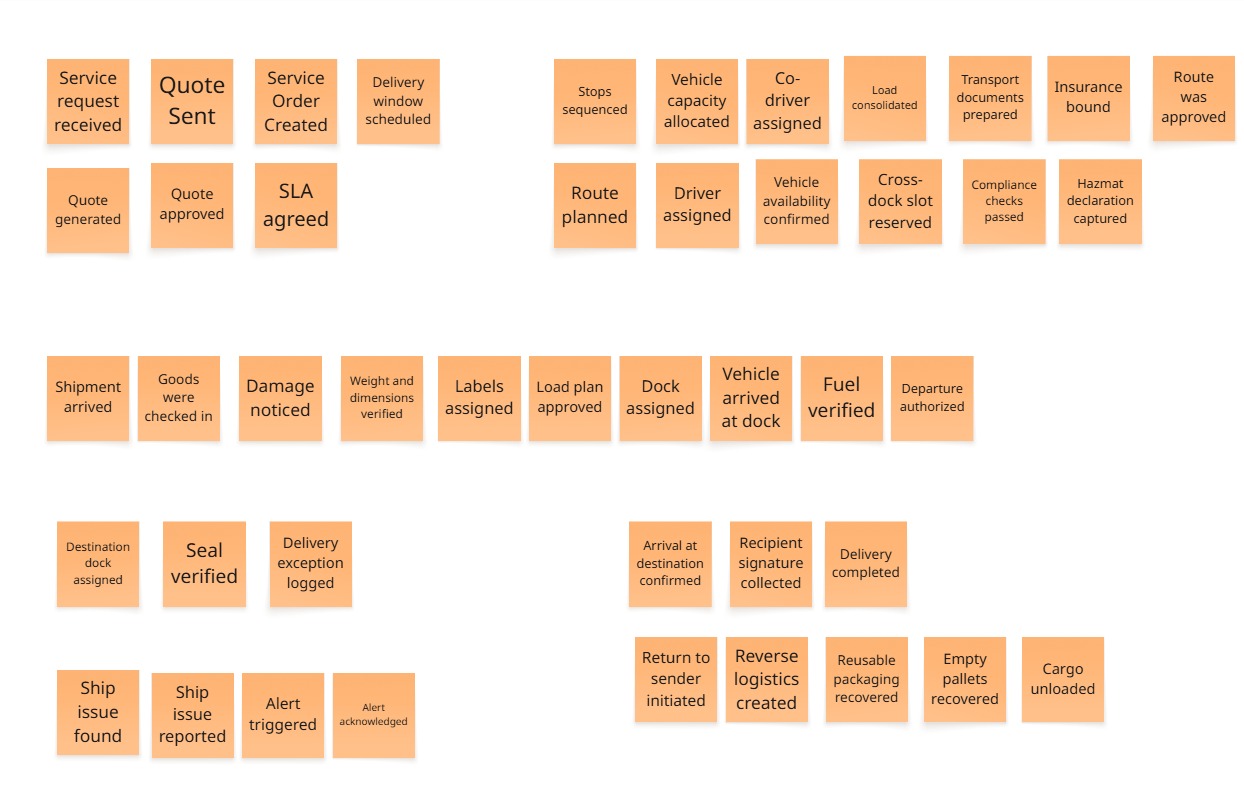 Service
request
received
Quote
Sent
Service
Order
Created
Delivery
window
scheduled
Quote
generated
Quote
approved
SLA
agreed
Stops
sequenced
Vehicle
capacity
allocated
Co-
driver
assigned
Load
consolidated
Transport
documents
prepared
Insurance
bound
Route
was
approved
Route
planned
Driver
assigned
Vehicle
availability
confirmed
Cross-
dock slot
reserved
Compliance
checks
passed
Hazmat
declaration
captured
Shipment
arrived
Goods
were
checked in
Damage
noticed
Weight and
dimensions
verified
Labels
assigned
Load plan
approved
Dock
assigned
Vehicle
arrived
at dock
Fuel
verified
Departure
authorized
Destination
dock
assigned
Seal
verified
Delivery
exception
logged
Ship
issue
found
Ship
issue
reported
Alert
triggered
Alert
acknowledged
Arrival at
destination
confirmed
Recipient
signature
collected
Delivery
completed
Return to
sender
initiated
Reverse
logistics
created
Reusable
packaging
recovered
Empty
pallets
recovered
Cargo
unloaded